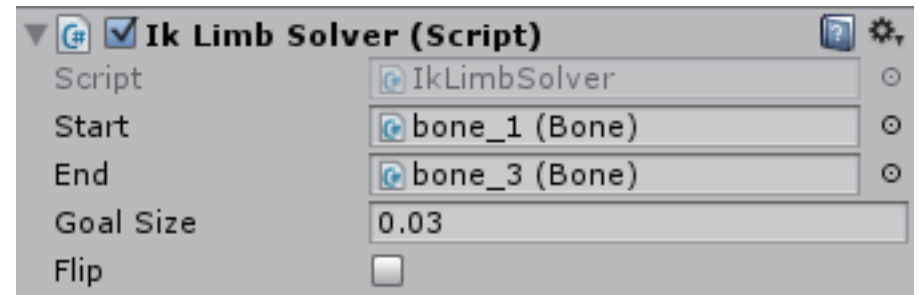 Ik Limb Solver (Script)
Script IkLimbSolver
Start bone_1 (Bone)
End bone_3 (Bone)
Goal Size 0.03
Flip